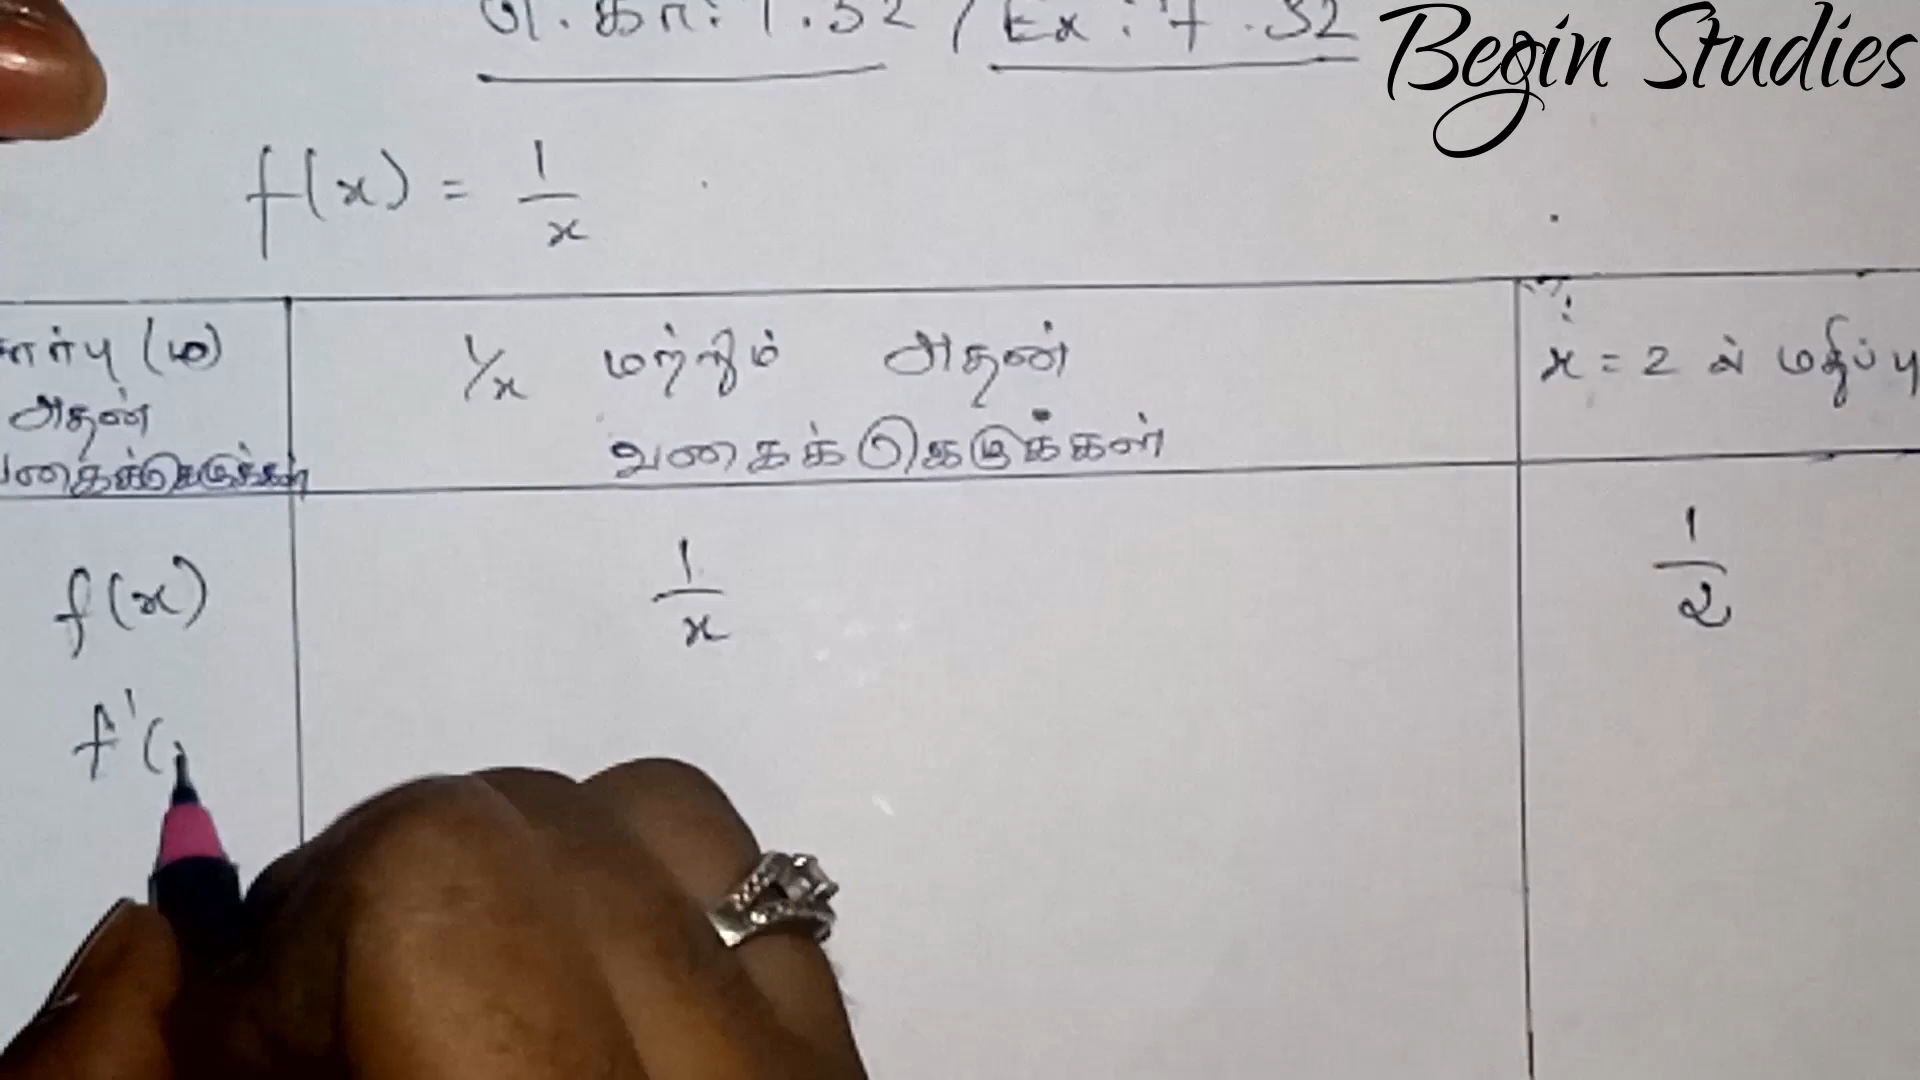 எ. கா: 7.32 / Ex: 7.32
Begin Studies
f(x) = 1/x
சார்பு (ம) அதன் வகைக்கெழுக்கள்
1/x மற்றும் அதன் வகைக்கெழுக்கள்
x = 2 ல் மதிப்பு
f(x) 1/x 1/2
f'(